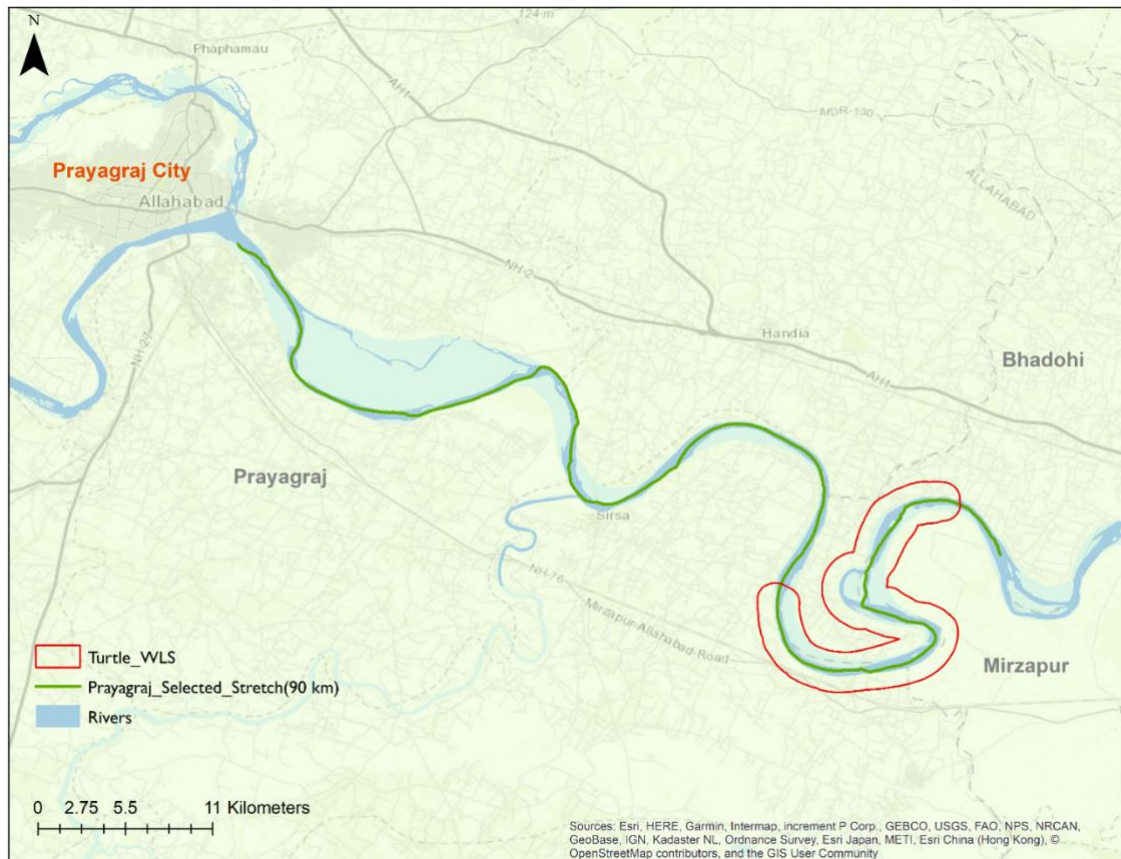 N
124 m
Phaphamau
AH1
MDR-130
Prayagraj City
Allahabad
ALLAHABAD
NH-2
NH-27
Handia
Bhadohi
AH1
Prayagraj
Sirsa
NH-76
Mirzapur-Allahabad-Road
Mirzapur
Turtle_WLS
Prayagraj_Selected_Stretch(90 km)
Rivers
0 2.75 5.5 11 Kilometers
Sources: Esri, HERE, Garmin, Intermap, increment P Corp., GEBCO, USGS, FAO, NPS, NRCAN,
GeoBase, IGN, Kadaster NL, Ordnance Survey, Esri Japan, METI, Esri China (Hong Kong), ©
OpenStreetMap contributors, and the GIS User Community